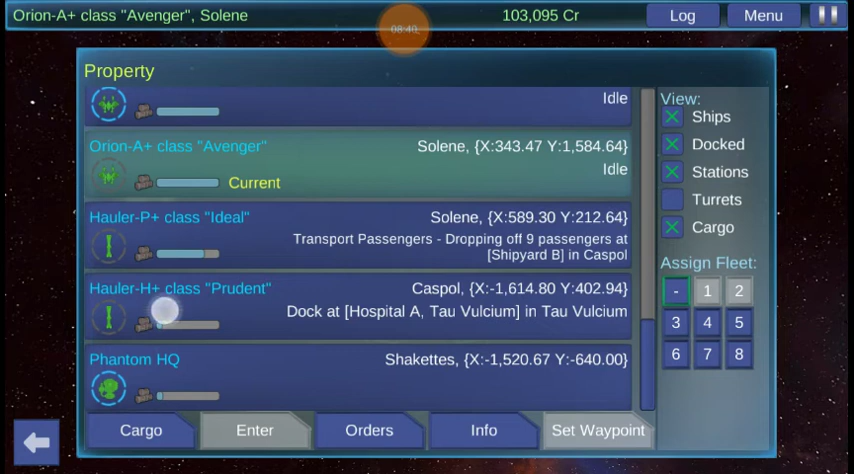 Orion-A+ class "Avenger", Solene
08:40
103,095 Cr
Log
Menu
Property
Idle
Orion-A+ class "Avenger"
Solene, {X:343.47 Y:1,584.64}
Idle
Current
Hauler-P+ class "Ideal"
Solene, {X:589.30 Y:212.64}
Transport Passengers - Dropping off 9 passengers at
[Shipyard B] in Caspol
Hauler-H+ class "Prudent"
Caspol, {X:-1,614.80 Y:402.94}
Dock at [Hospital A, Tau Vulcium] in Tau Vulcium
Phantom HQ
Shakettes, {X:-1,520.67 Y:-640.00}
Cargo
Enter
Orders
Info
Set Waypoint
View:
Ships
Docked
Stations
Turrets
Cargo
Assign Fleet:
- 1 2
3 4 5
6 7 8